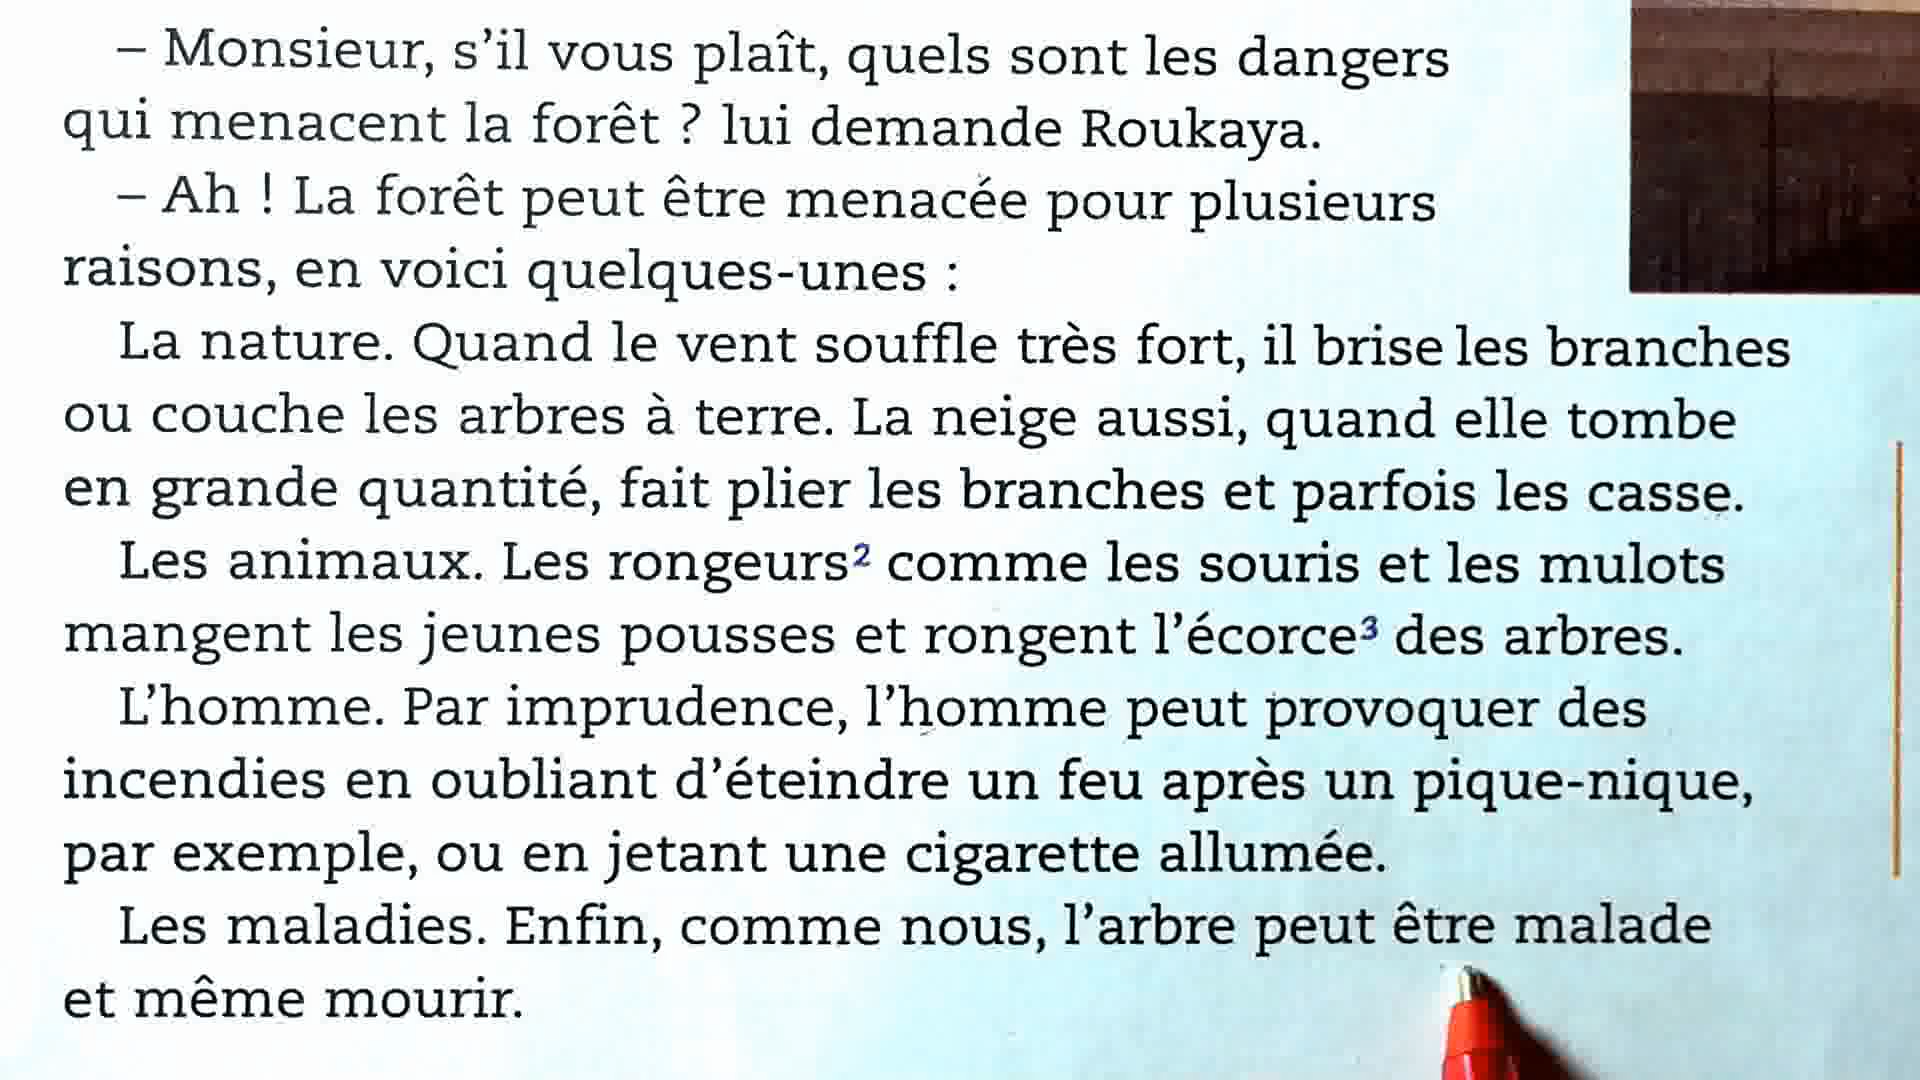 – Monsieur, s’il vous plaît, quels sont les dangers
qui menacent la forêt ? lui demande Roukaya.
– Ah ! La forêt peut être menacée pour plusieurs
raisons, en voici quelques-unes :
La nature. Quand le vent souffle très fort, il brise les branches
ou couche les arbres à terre. La neige aussi, quand elle tombe
en grande quantité, fait plier les branches et parfois les casse.
Les animaux. Les rongeurs² comme les souris et les mulots
mangent les jeunes pousses et rongent l’écorce³ des arbres.
L’homme. Par imprudence, l’homme peut provoquer des
incendies en oubliant d’éteindre un feu après un pique-nique,
par exemple, ou en jetant une cigarette allumée.
Les maladies. Enfin, comme nous, l’arbre peut être malade
et même mourir.